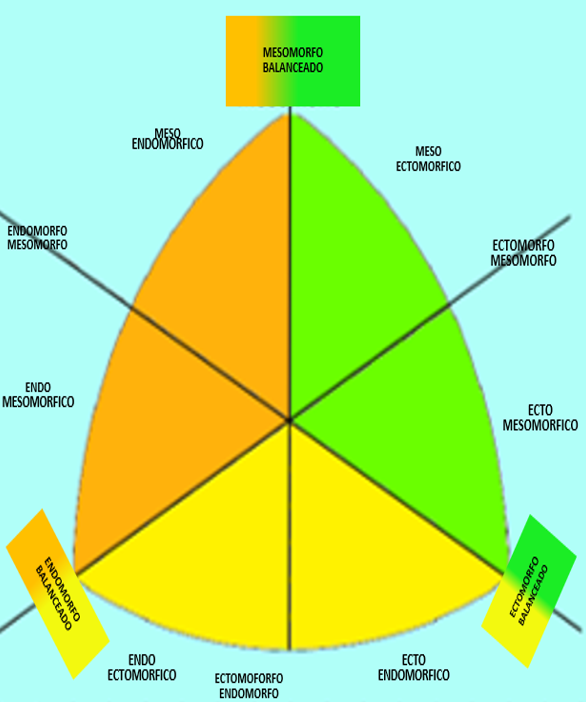 MESOMORFO
BALANCEADO
MESO
ENDOMORFICO
MESO
ECTOMORFICO
ENDOMORFO
MESOMORFO
ECTOMORFO
MESOMORFO
ENDO
MESOMORFICO
ECTO
MESOMORFICO
ENDOMORFO
BALANCEADO
ECTOMORFO
BALANCEADO
ENDO
ECTOMORFICO
ECTOMOFORFO
ENDOMORFO
ECTO
ENDOMORFICO